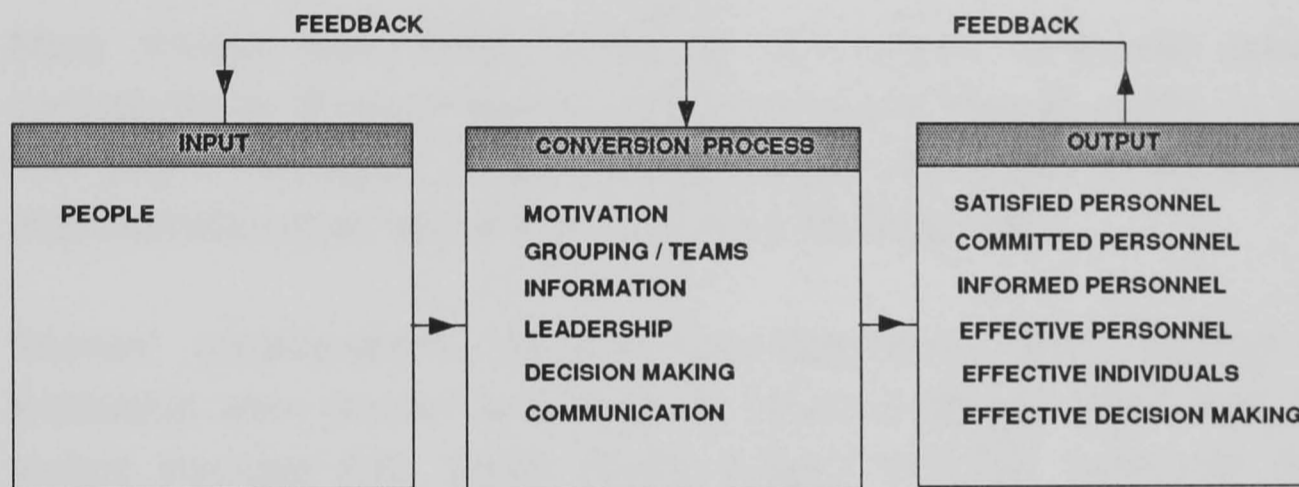 FEEDBACK
FEEDBACK
INPUT
PEOPLE
CONVERSION PROCESS
MOTIVATION
GROUPING / TEAMS
INFORMATION
LEADERSHIP
DECISION MAKING
COMMUNICATION
OUTPUT
SATISFIED PERSONNEL
COMMITTED PERSONNEL
INFORMED PERSONNEL
EFFECTIVE PERSONNEL
EFFECTIVE INDIVIDUALS
EFFECTIVE DECISION MAKING